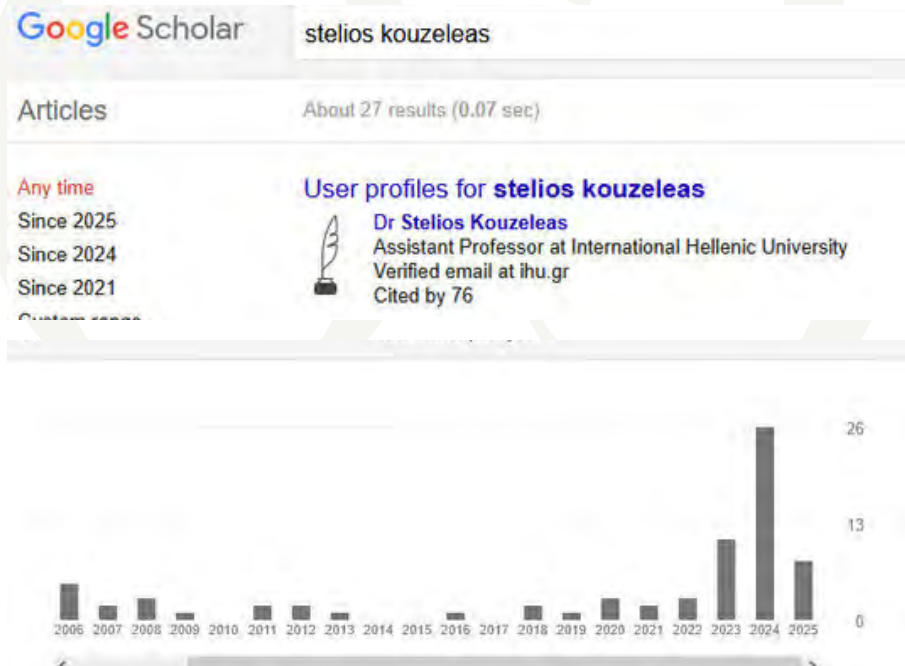 Google Scholar
stelios kouzeleas
Articles
About 27 results (0.07 sec)
Any time
Since 2025
Since 2024
Since 2021
Custom range
User profiles for stelios kouzeleas
Dr Stelios Kouzeleas
Assistant Professor at International Hellenic University
Verified email at ihu.gr
Cited by 76
26
13
0
2006 2007 2008 2009 2010 2011 2012 2013 2014 2015 2016 2017 2018 2019 2020 2021 2022 2023 2024 2025